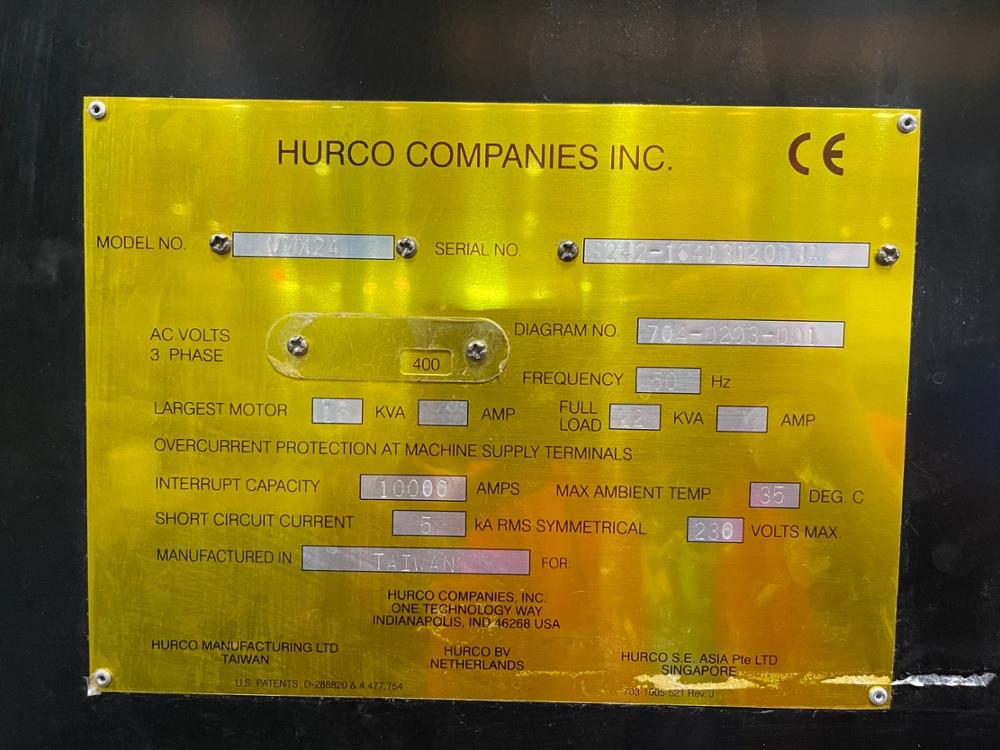 HURCO COMPANIES INC. CE
MODEL NO. VMX24 SERIAL NO.
AC VOLTS
3 PHASE
400
DIAGRAM NO. 704-0203-001
FREQUENCY 50 Hz
LARGEST MOTOR KVA AMP
FULL
LOAD 22 KVA AMP
OVERCURRENT PROTECTION AT MACHINE SUPPLY TERMINALS
INTERRUPT CAPACITY 10000 AMPS MAX AMBIENT TEMP. 35 DEG. C
SHORT CIRCUIT CURRENT 5 kA RMS SYMMETRICAL 230 VOLTS MAX.
MANUFACTURED IN TAIWAN FOR:
HURCO COMPANIES, INC.
ONE TECHNOLOGY WAY
INDIANAPOLIS, IND 46268 USA
HURCO MANUFACTURING LTD
TAIWAN
HURCO BV
NETHERLANDS
HURCO S.E. ASIA Pte LTD
SINGAPORE
U.S. PATENTS D-288820 & 4,477,754
703-1005-521 Rev. J